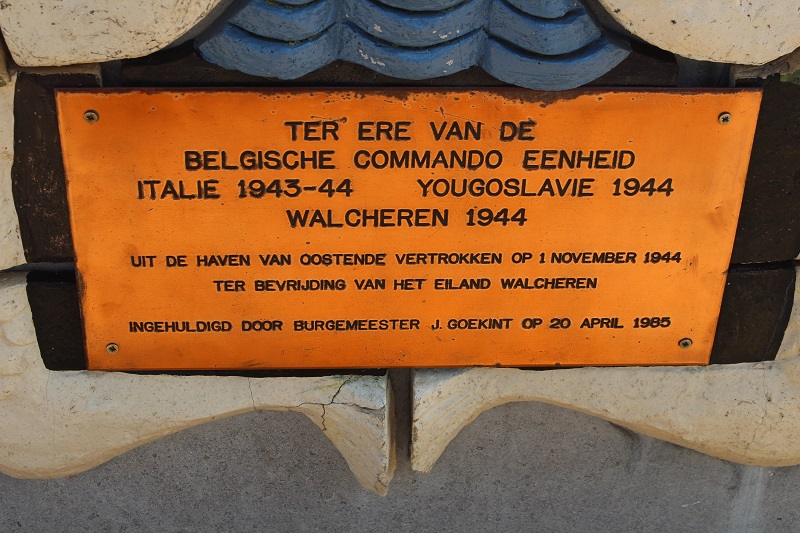 TER ERE VAN DE
BELGISCHE COMMANDO EENHEID
ITALIE 1943-44 YOUGOSLAVIE 1944
WALCHEREN 1944
UIT DE HAVEN VAN OOSTENDE VERTROKKEN OP 1 NOVEMBER 1944
TER BEVRIJDING VAN HET EILAND WALCHEREN
INGEHULDIGD DOOR BURGEMEESTER J. GOEKINT OP 20 APRIL 1985